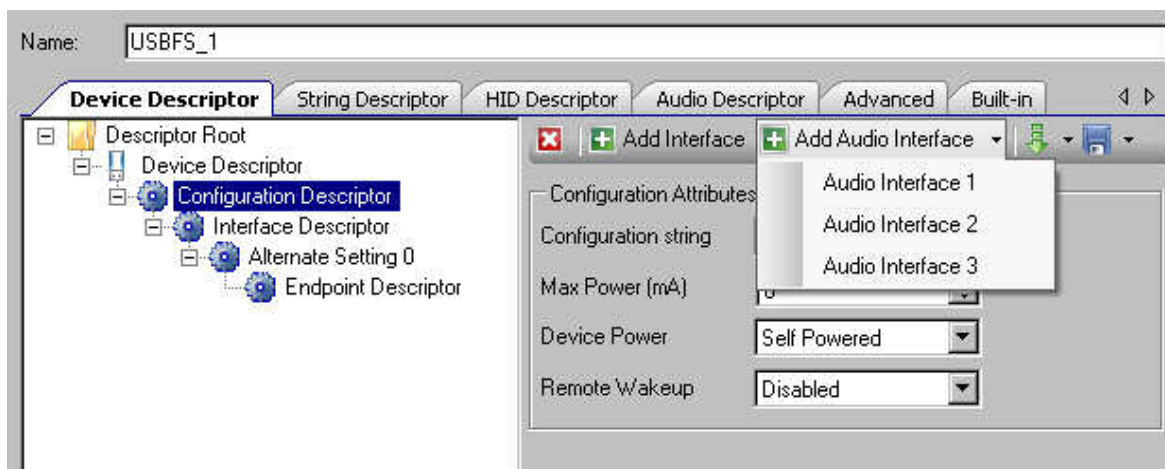 Name: USBFS_1
Device Descriptor String Descriptor HID Descriptor Audio Descriptor Advanced Built-in
Descriptor Root
Device Descriptor
Configuration Descriptor
Interface Descriptor
Alternate Setting 0
Endpoint Descriptor
Add Interface Add Audio Interface
Audio Interface 1
Audio Interface 2
Audio Interface 3
Configuration Attributes
Configuration string
Max Power (mA)
Device Power Self Powered
Remote Wakeup Disabled